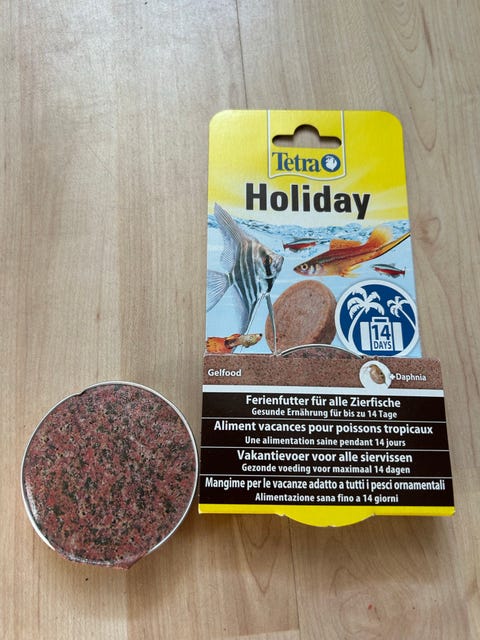 Tetra
Holiday
14
DAYS
Gelfood
+Daphnia
Ferienfutter für alle Zierfische
Gesunde Ernährung für bis zu 14 Tage
Aliment vacances pour poissons tropicaux
Une alimentation saine pendant 14 jours
Vakantievoer voor alle siervissen
Gezonde voeding voor maximaal 14 dagen
Mangime per le vacanze adatto a tutti i pesci ornamentali
Alimentazione sana fino a 14 giorni